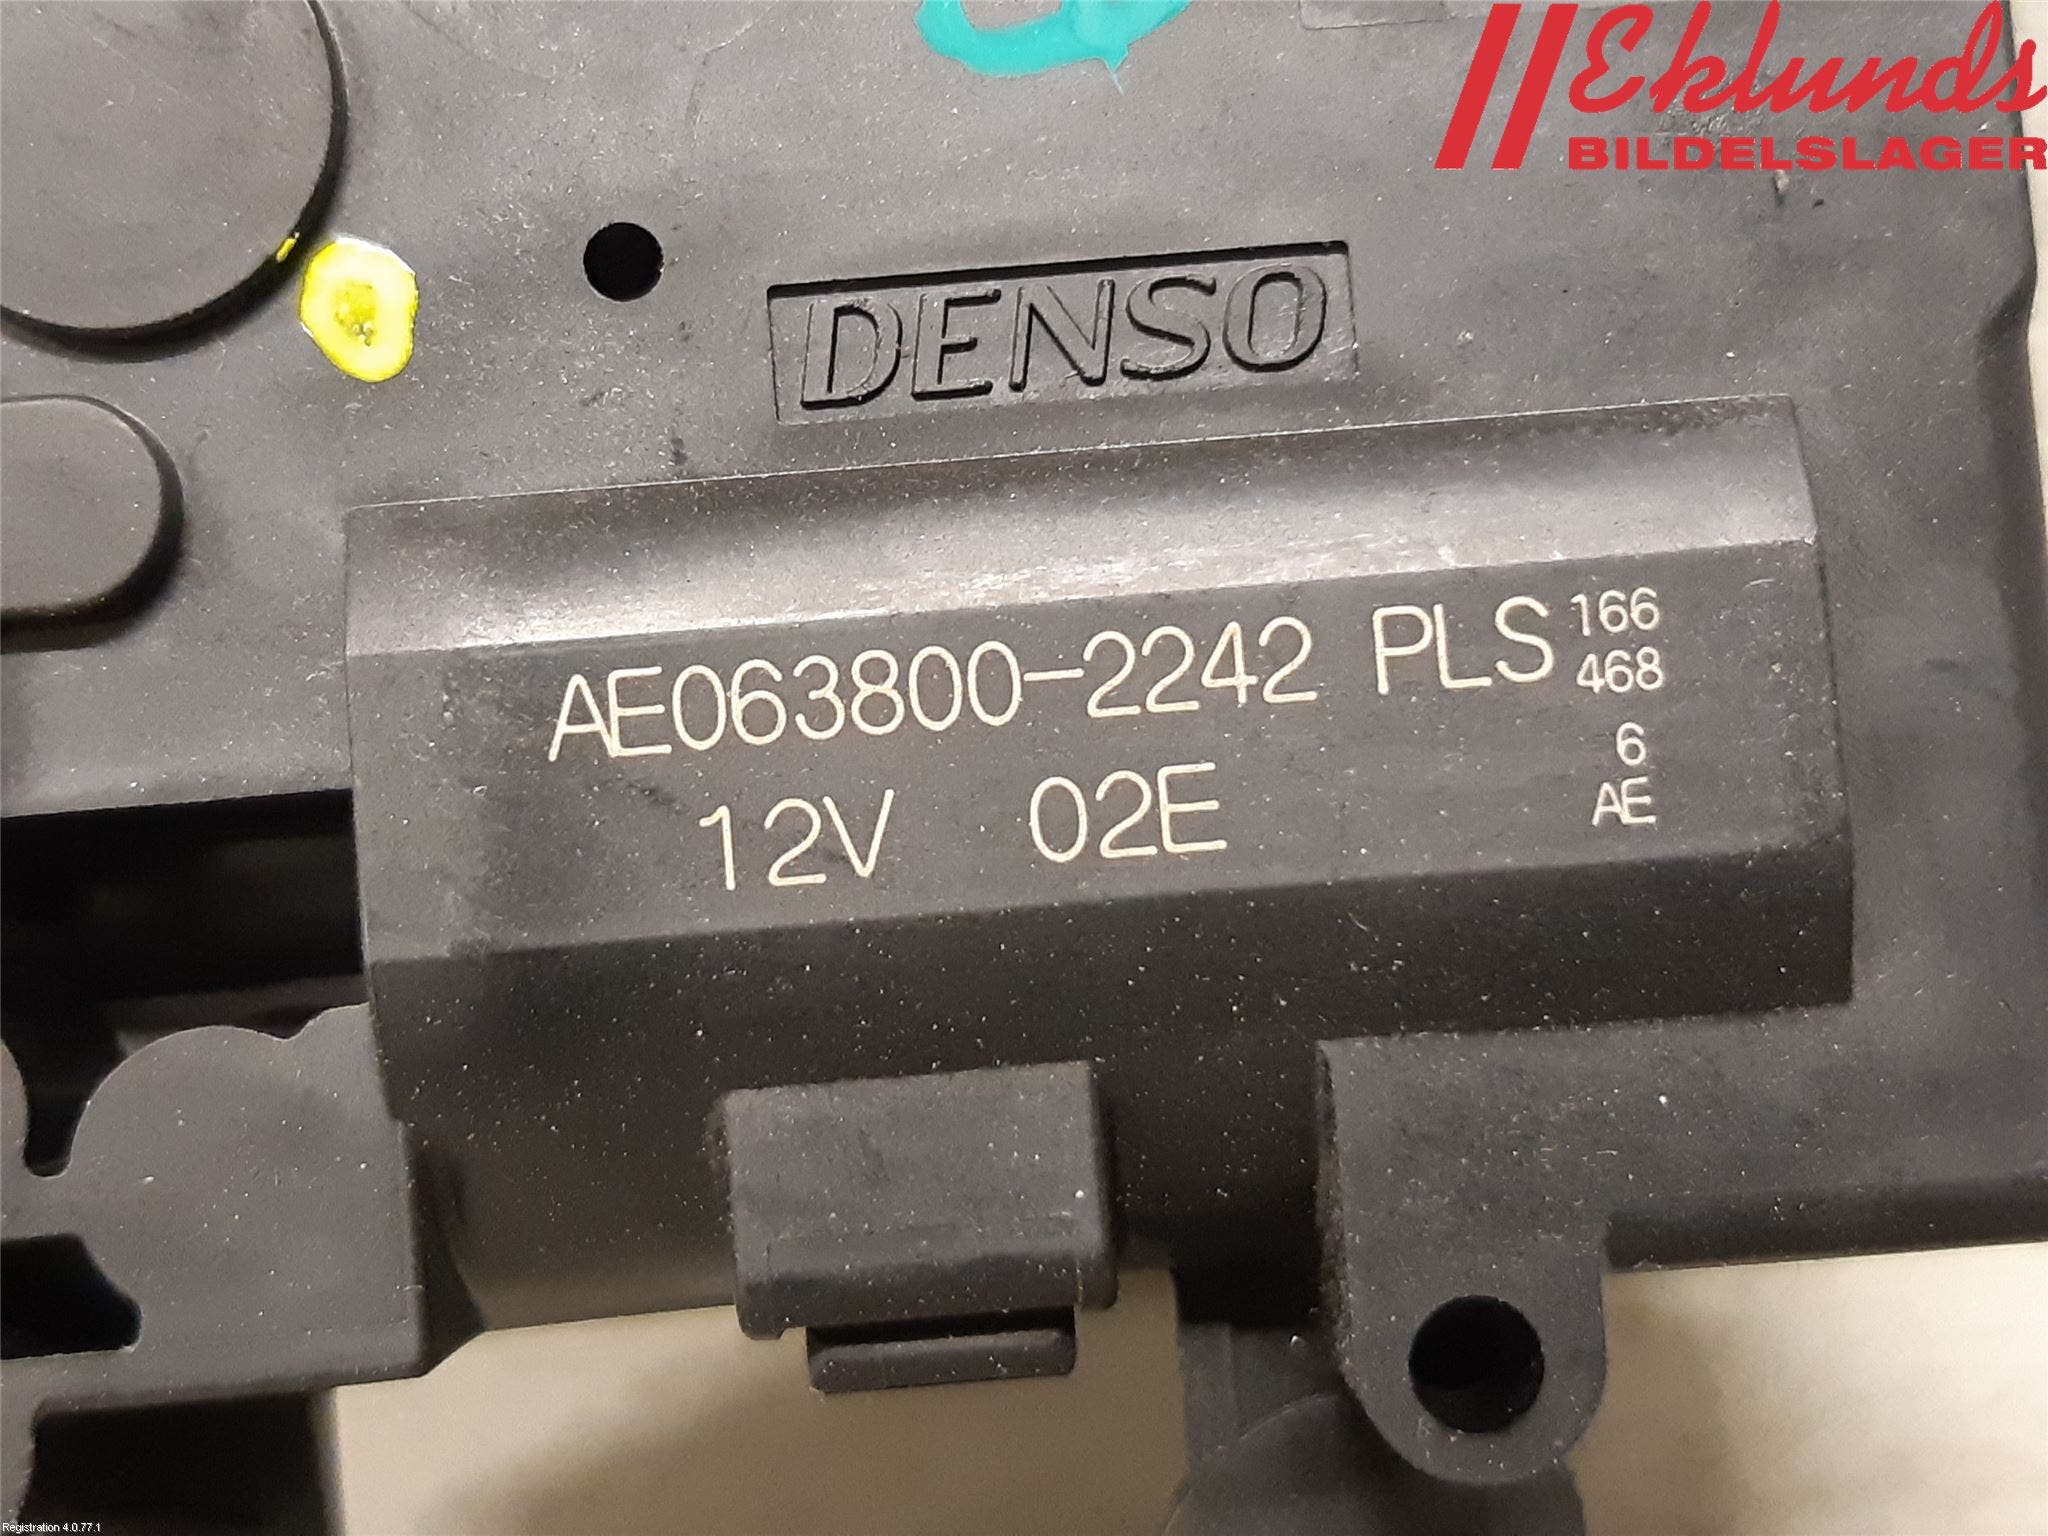 Eklunds
BILDELSLAGER
DENSO
AE063800-2242 PLS 166
468
6
12V 02E AE
Registration 4.0.77.1